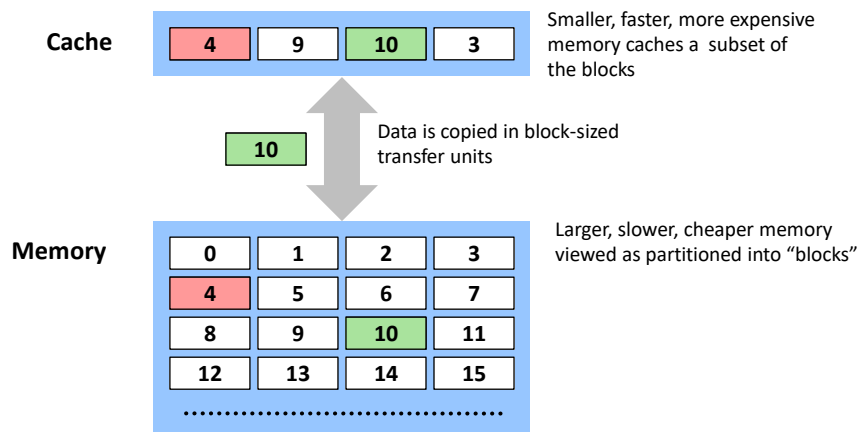 Cache
4 9 10 3
Smaller, faster, more expensive
memory caches a subset of
the blocks
10
Data is copied in block-sized
transfer units
Memory
0 1 2 3
4 5 6 7
8 9 10 11
12 13 14 15
Larger, slower, cheaper memory
viewed as partitioned into “blocks”